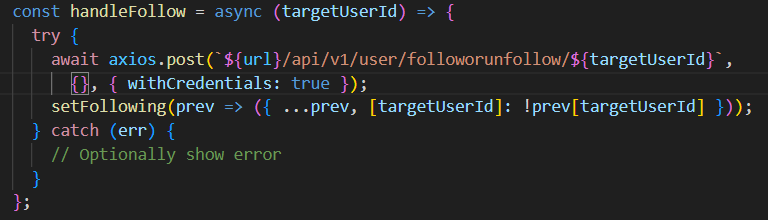 const handleFollow = async (targetUserId) => {
try {
await axios.post(`${url}/api/v1/user/followorunfollow/${targetUserId}`,
{}, { withCredentials: true });
setFollowing(prev => ({ ...prev, [targetUserId]: !prev[targetUserId] }));
} catch (err) {
// Optionally show error
}
};